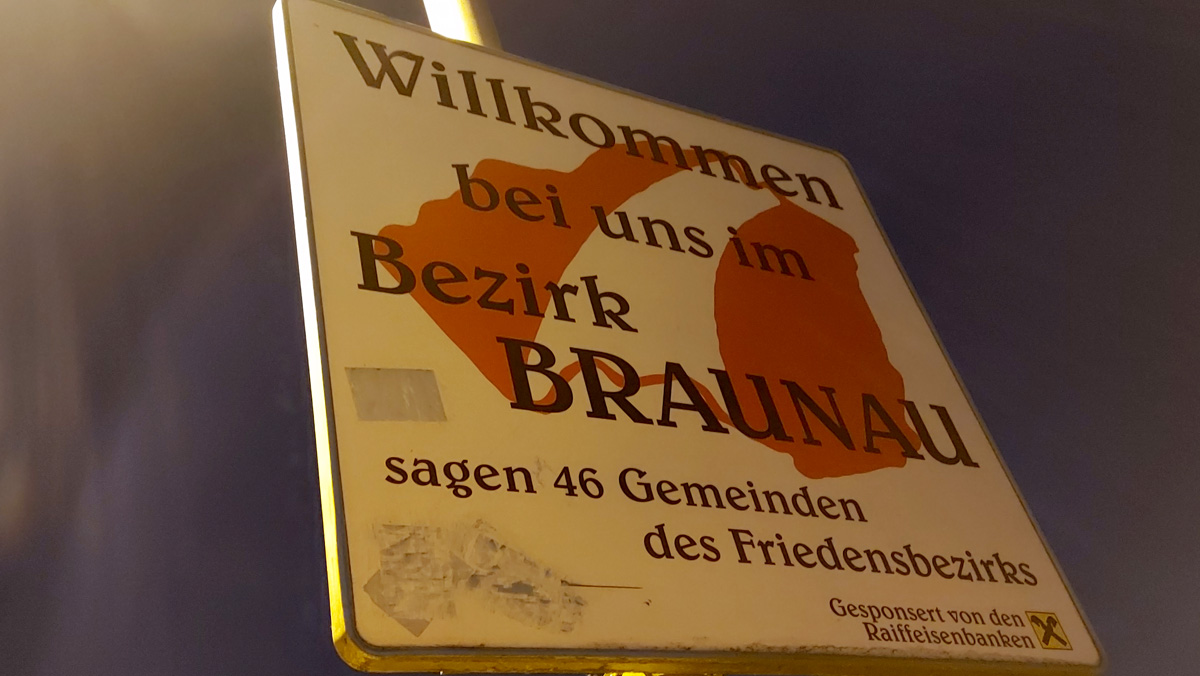 Willkommen
bei uns im
Bezirk
BRAUNAU
sagen 46 Gemeinden
des Friedensbezirks
Gesponsert von den
Raiffeisenbanken